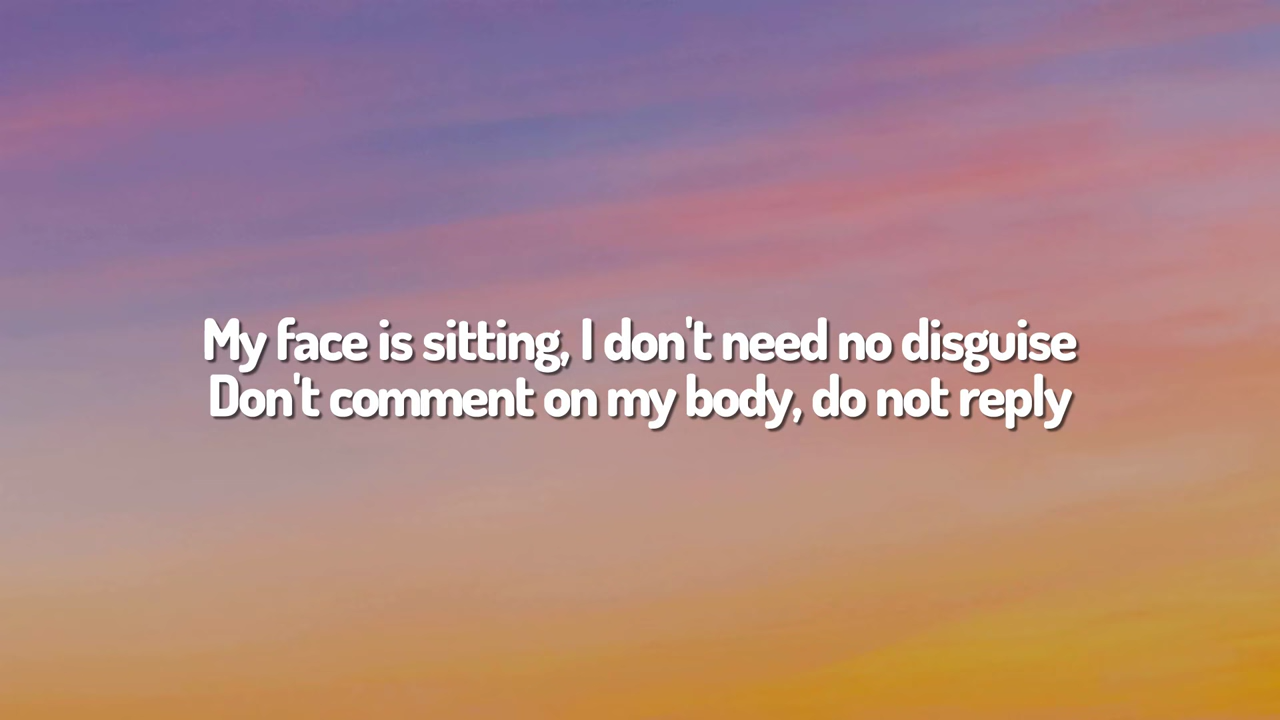 My face is sitting, I don't need no disguise
Don't comment on my body, do not reply